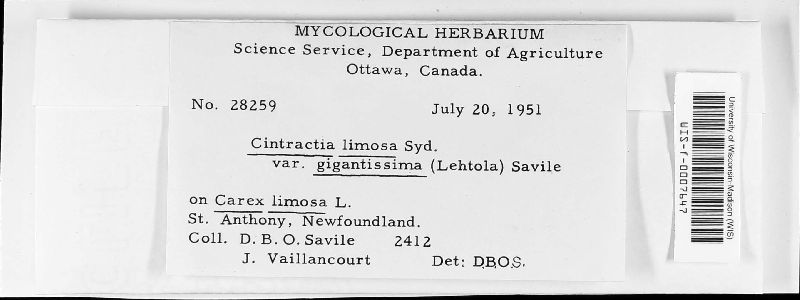 MYCOLOGICAL HERBARIUM
Science Service, Department of Agriculture
Ottawa, Canada.
No. 28259 July 20, 1951
Cintractia limosa Syd.
var. gigantissima (Lehtola) Savile
on Carex limosa L.
St. Anthony, Newfoundland.
Coll. D. B. O. Savile 2412
J. Vaillancourt Det: D.B.O.S.
University of Wisconsin-Madison (WIS)
WIS-f-0007647